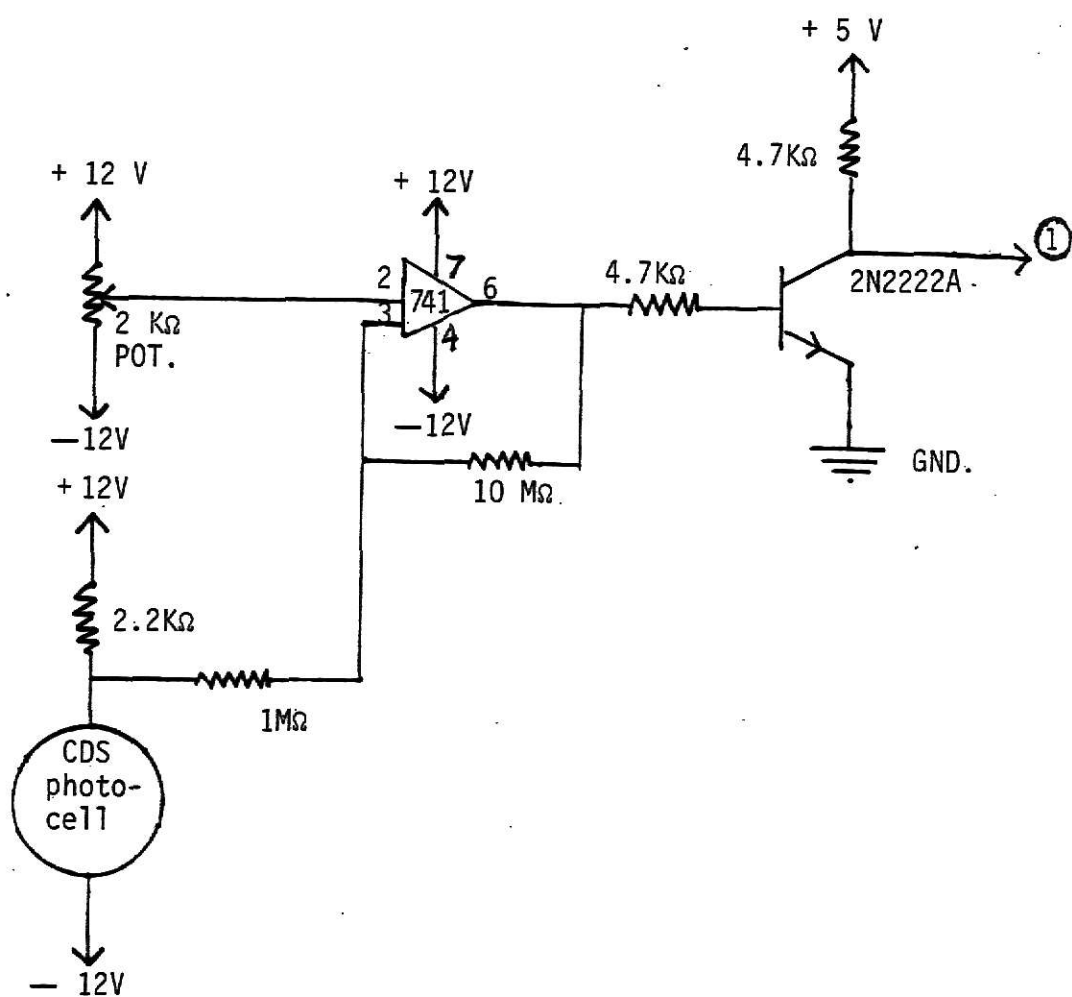 + 5 V
4.7KΩ
+ 12 V
+ 12V
①
2
7
6
4.7KΩ
2N2222A
741
3
4
2 KΩ
POT.
—12V
—12V
GND.
10 MΩ
+12V
2.2KΩ
1MΩ
CDS
photo-
cell
— 12V